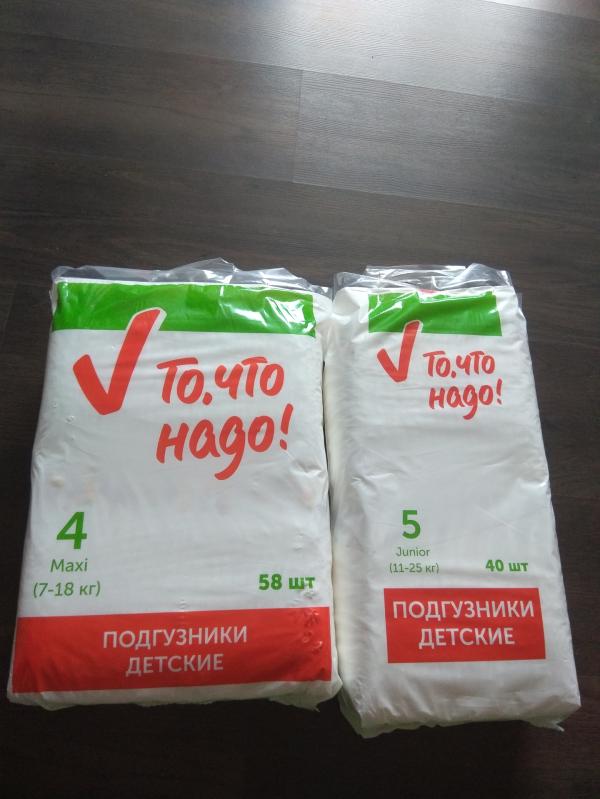 То, что
надо!
4
Maxi
(7-18 кг)
58 шт
ПОДГУЗНИКИ
ДЕТСКИЕ
То, что
надо!
5
Junior
(11-25 кг)
40 шт
ПОДГУЗНИКИ
ДЕТСКИЕ